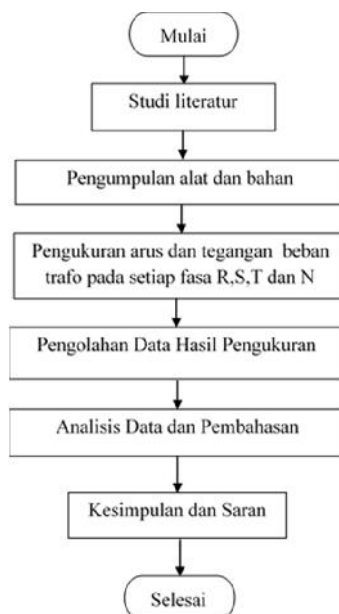 Mulai
Studi literatur
Pengumpulan alat dan bahan
Pengukuran arus dan tegangan beban
trafo pada setiap fasa R,S,T dan N
Pengolahan Data Hasil Pengukuran
Analisis Data dan Pembahasan
Kesimpulan dan Saran
Selesai